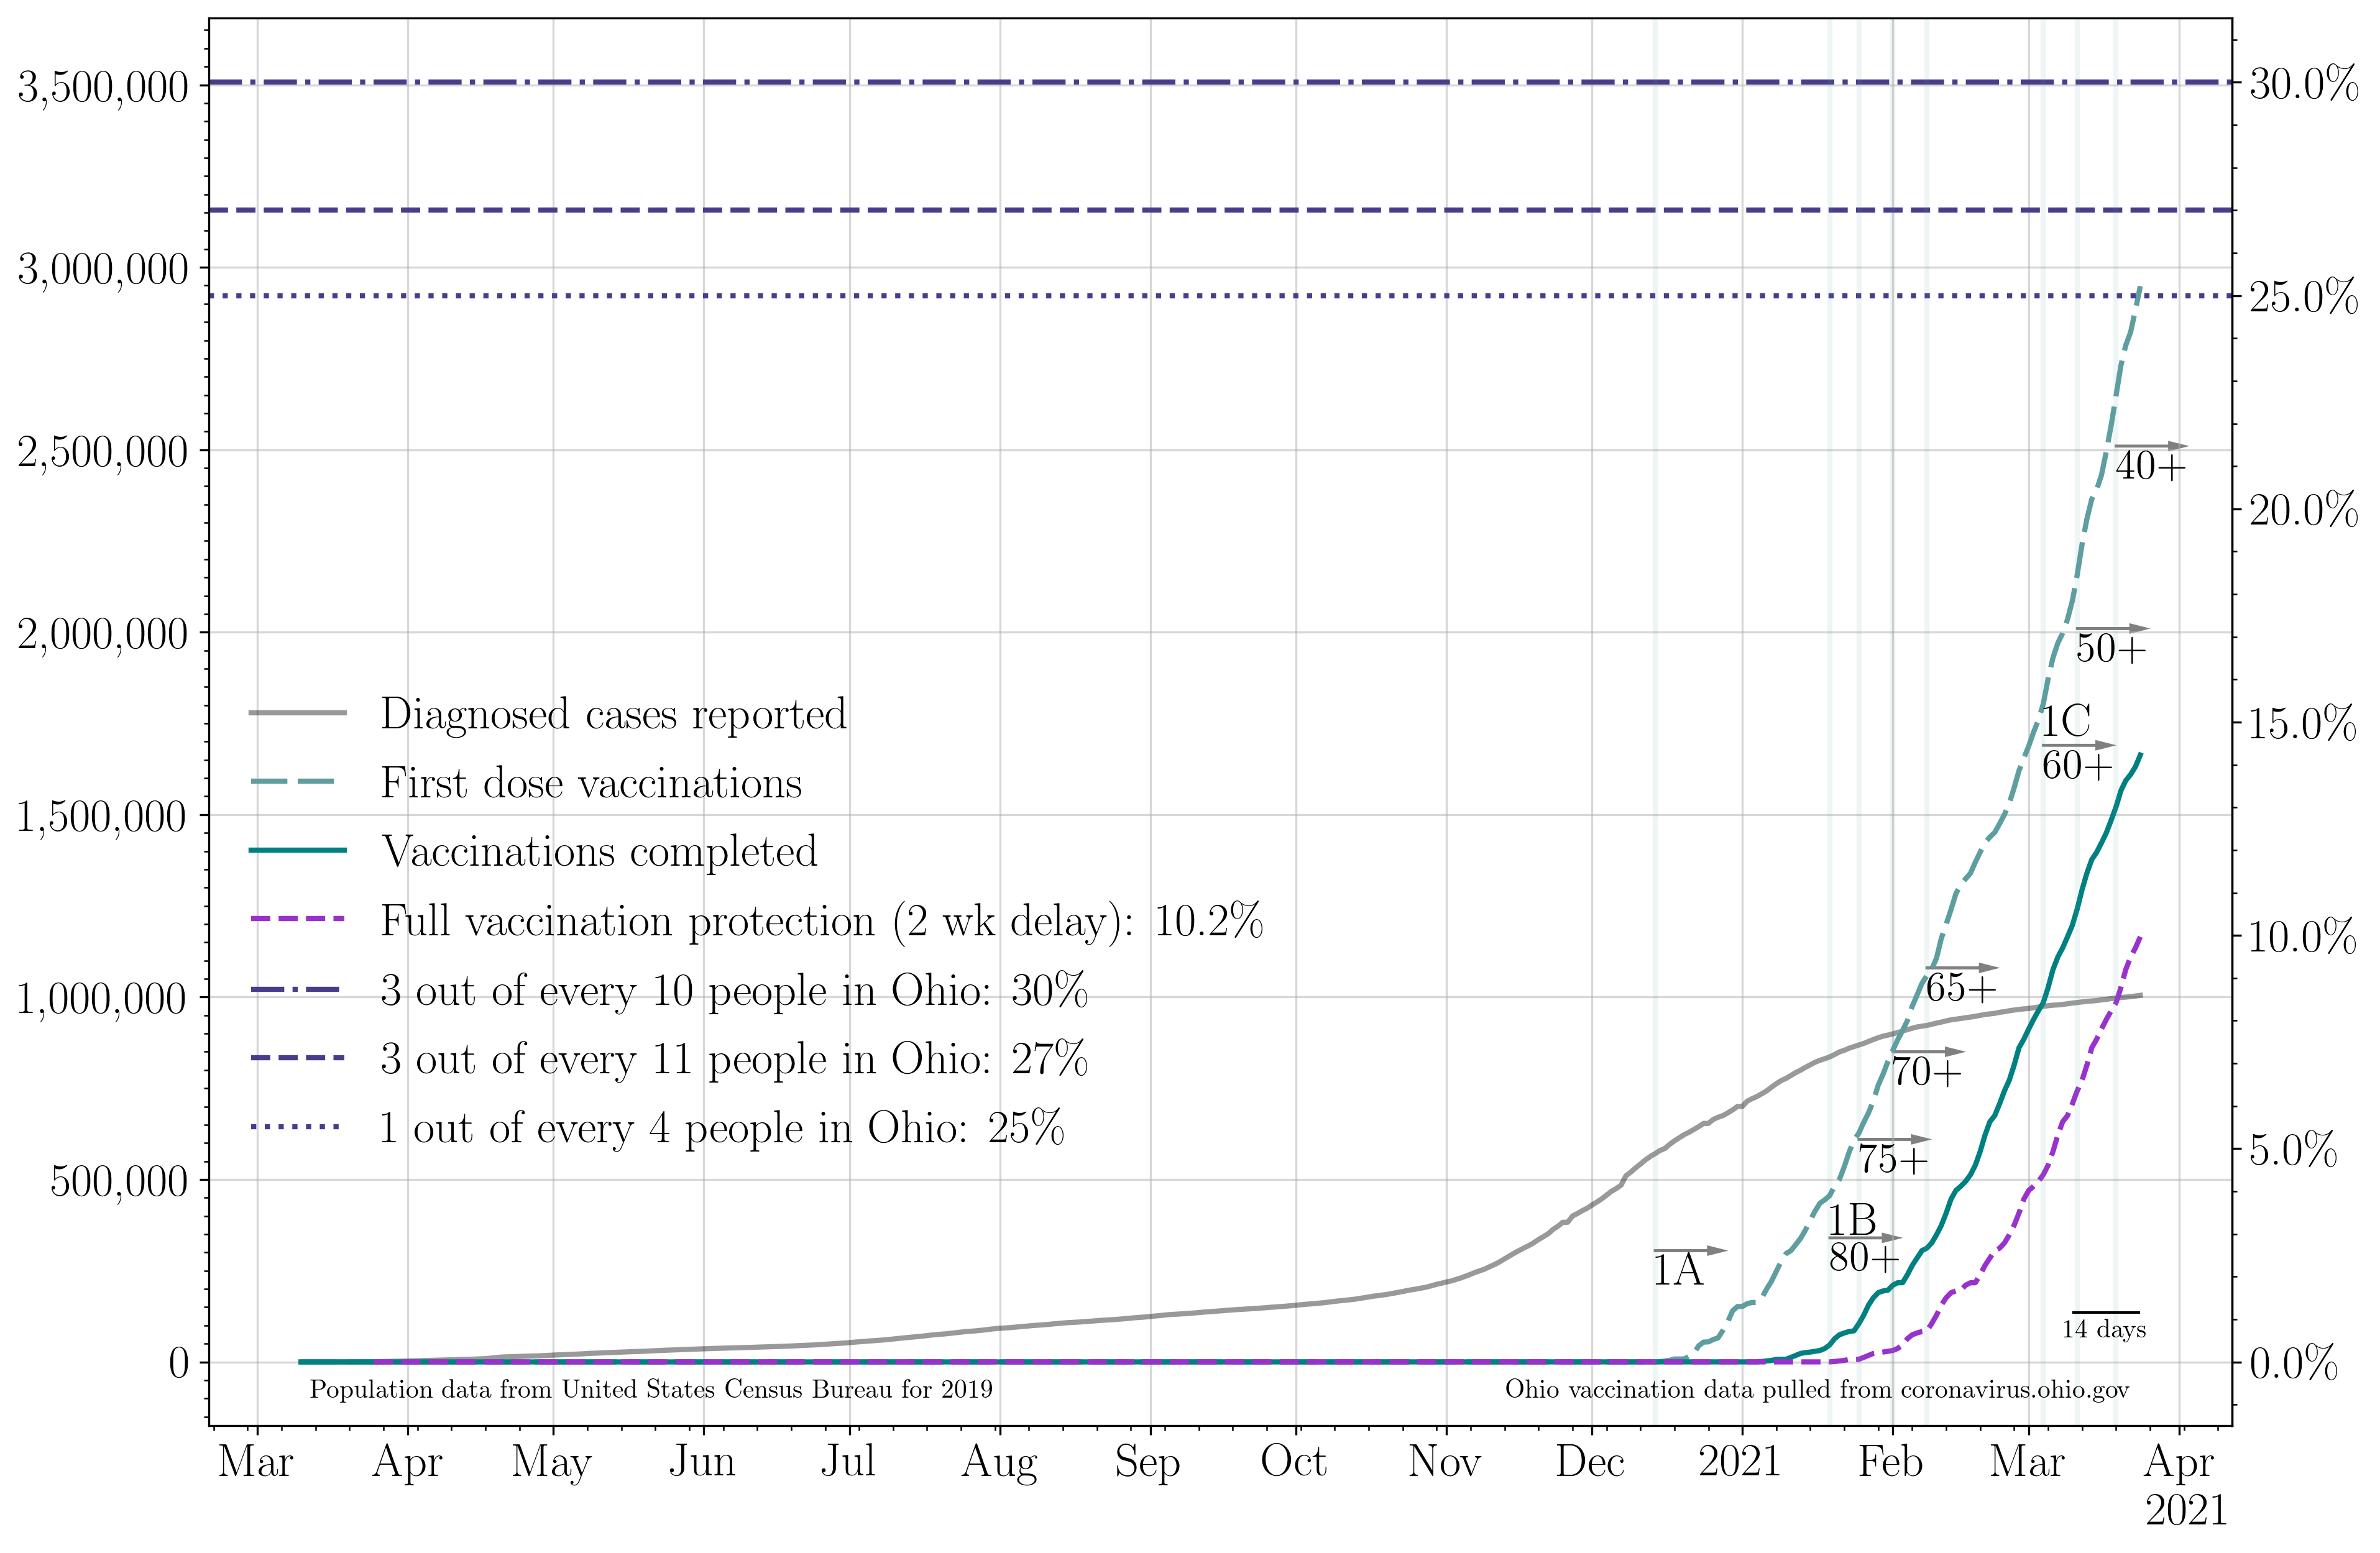 3,500,000
3,000,000
2,500,000
2,000,000
1,500,000
1,000,000
500,000
0
30.0%
25.0%
20.0%
15.0%
10.0%
5.0%
0.0%
Diagnosed cases reported
First dose vaccinations
Vaccinations completed
Full vaccination protection (2 wk delay): 10.2%
3 out of every 10 people in Ohio: 30%
3 out of every 11 people in Ohio: 27%
1 out of every 4 people in Ohio: 25%
40+
50+
1C
60+
65+
70+
75+
1B
80+
1A
14 days
Population data from United States Census Bureau for 2019
Ohio vaccination data pulled from coronavirus.ohio.gov
Mar Apr May Jun Jul Aug Sep Oct Nov Dec 2021 Feb Mar Apr
2021